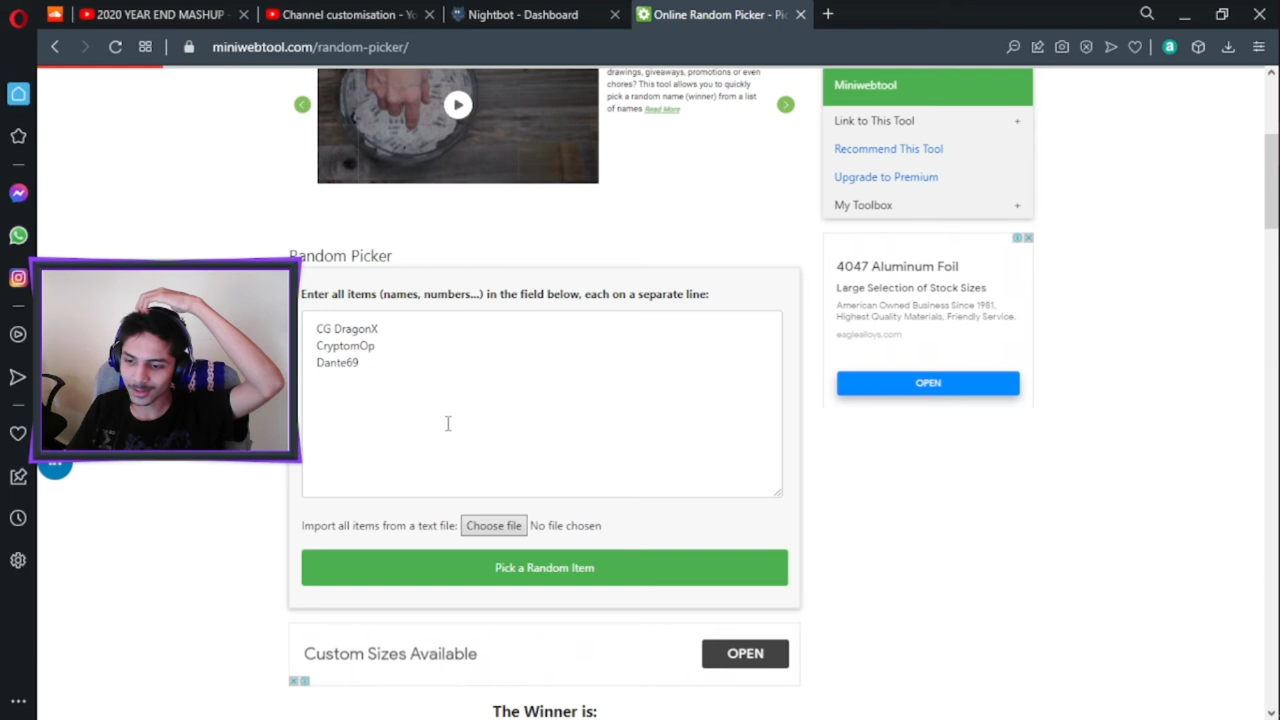 2020 YEAR END MASHUP -
Channel customisation - Yo
Nightbot - Dashboard
Online Random Picker - Pic
miniwebtool.com/random-picker/
drawings, giveaways, promotions or even
chores? This tool allows you to quickly
pick a random name (winner) from a list
of names Read More
Miniwebtool
Link to This Tool +
Recommend This Tool
Upgrade to Premium
My Toolbox +
4047 Aluminum Foil
Large Selection of Stock Sizes
American Owned Business Since 1981,
Highest Quality Materials, Friendly Service.
eaglealloys.com
OPEN
Random Picker
Enter all items (names, numbers...) in the field below, each on a separate line:
CG DragonX
CryptomOp
Dante69
Import all items from a text file: Choose file No file chosen
Pick a Random Item
Custom Sizes Available
OPEN
The Winner is: